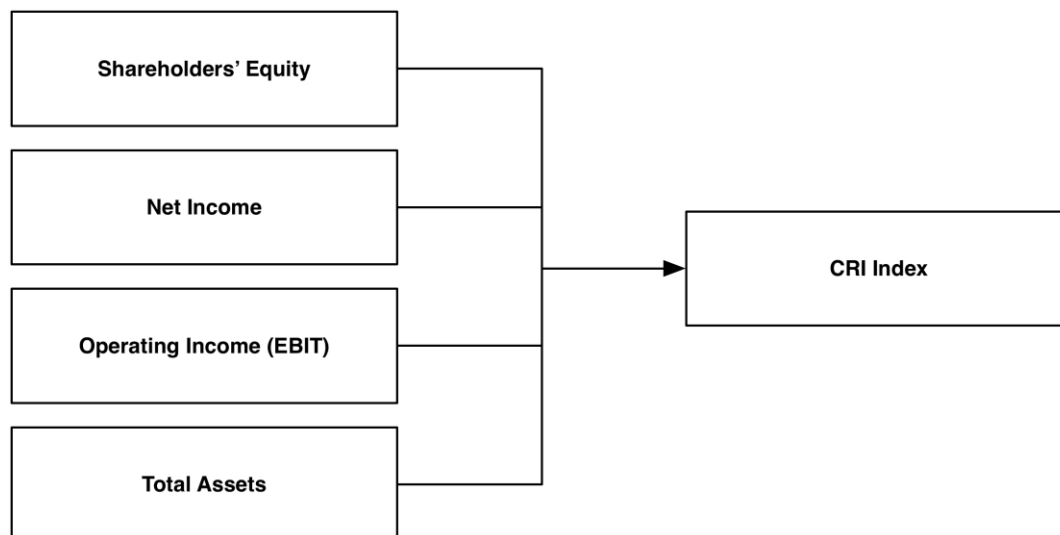 Shareholders’ Equity
Net Income
Operating Income (EBIT)
Total Assets
CRI Index